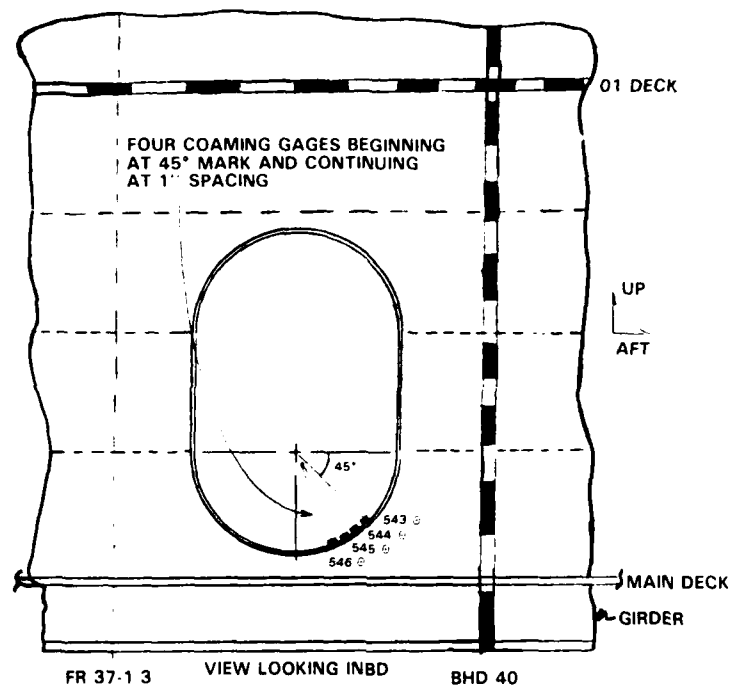 01 DECK
FOUR COAMING GAGES BEGINNING
AT 45° MARK AND CONTINUING
AT 1" SPACING
UP
AFT
45°
543
544
545
546
MAIN DECK
GIRDER
FR 37-1 3
VIEW LOOKING INBD
BHD 40